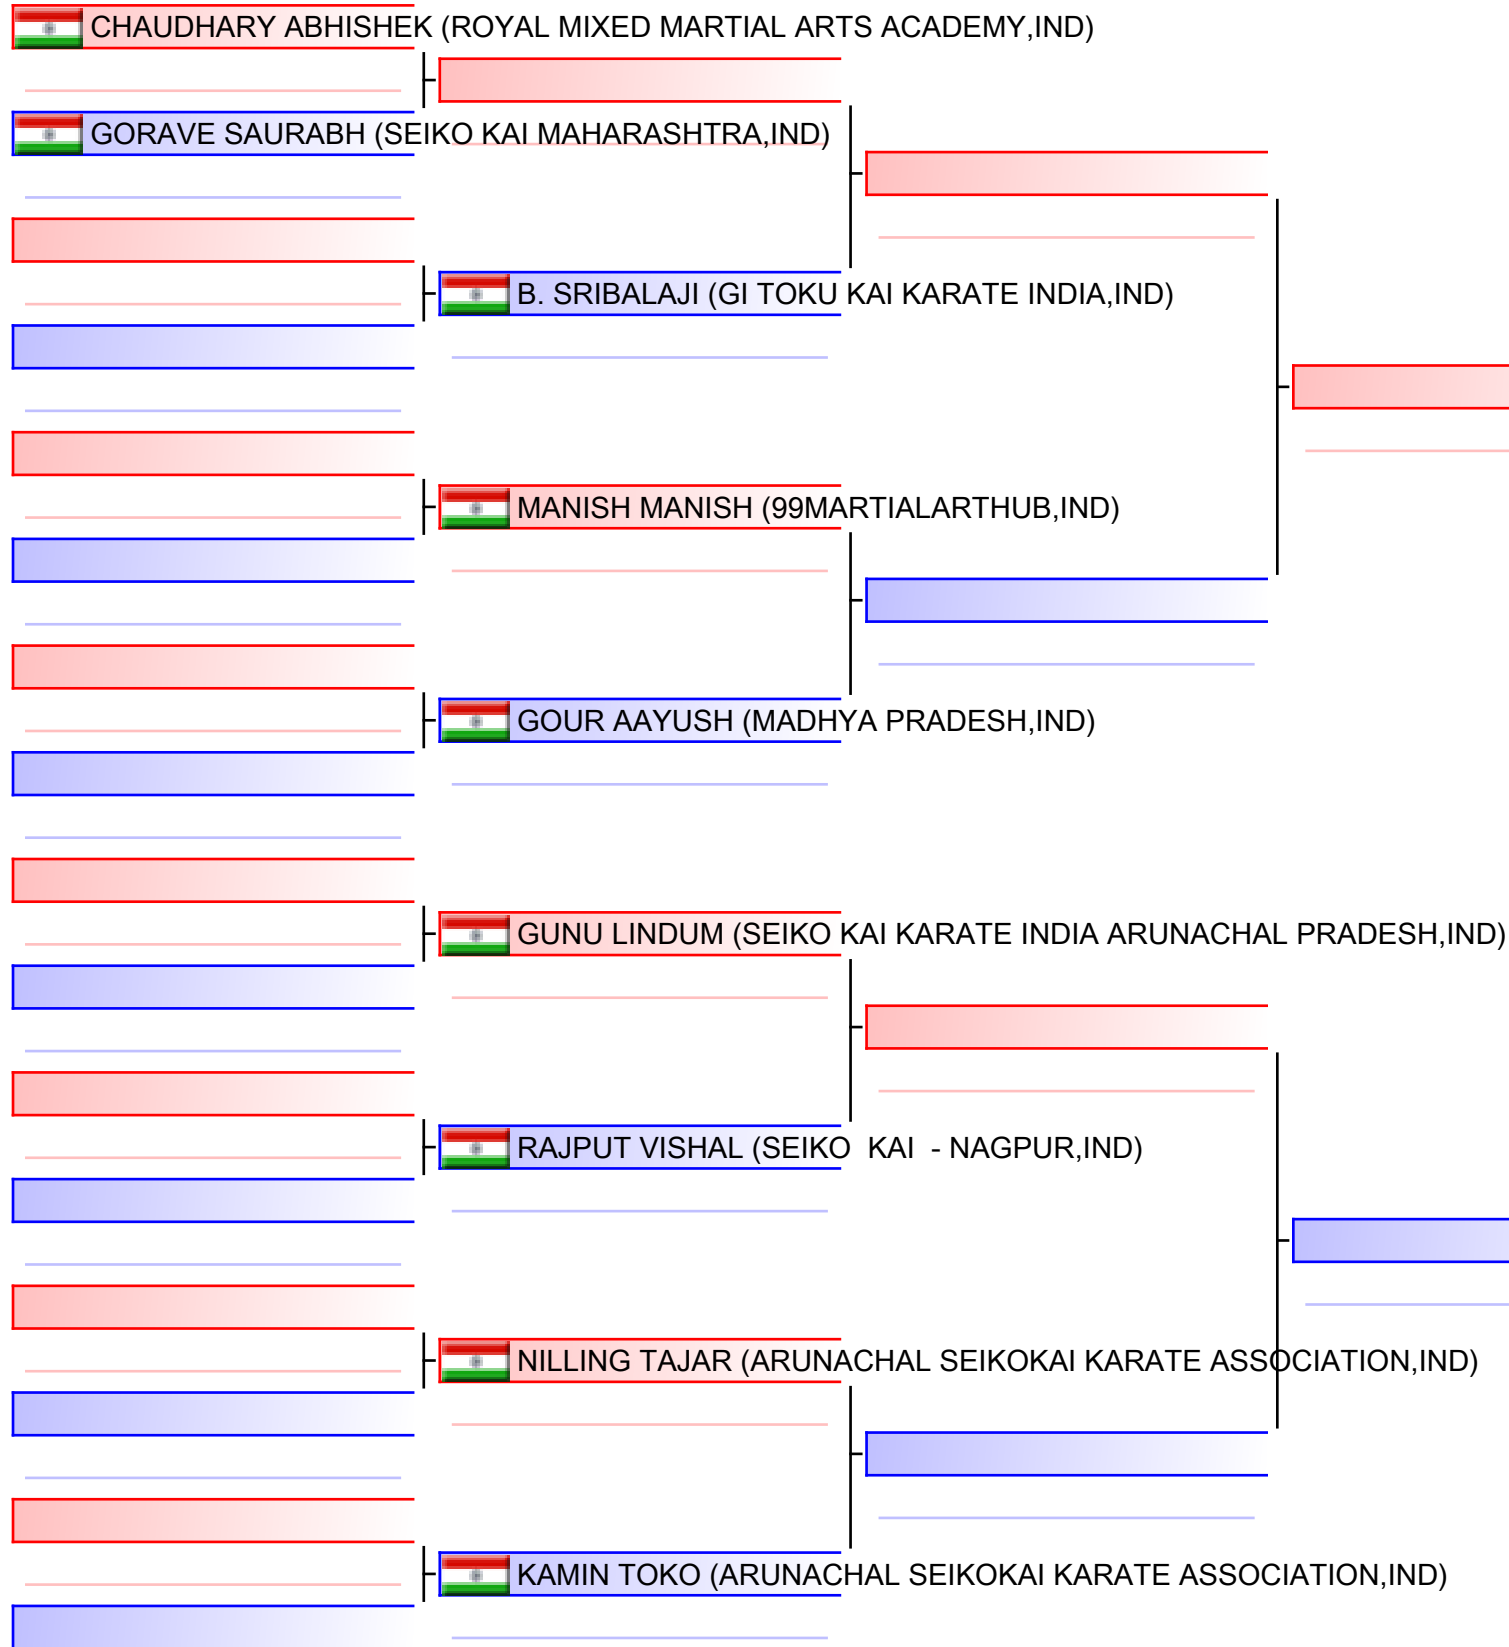 CHAUDHARY ABHISHEK (ROYAL MIXED MARTIAL ARTS ACADEMY,IND)
GORAVE SAURABH (SEIKO KAI MAHARASHTRA,IND)
B. SRIBALAJI (GI TOKU KAI KARATE INDIA,IND)
MANISH MANISH (99MARTIALARTHUB,IND)
GOUR AAYUSH (MADHYA PRADESH,IND)
GUNU LINDUM (SEIKO KAI KARATE INDIA ARUNACHAL PRADESH,IND)
RAJPUT VISHAL (SEIKO  KAI  - NAGPUR,IND)
NILLING TAJAR (ARUNACHAL SEIKOKAI KARATE ASSOCIATION,IND)
KAMIN TOKO (ARUNACHAL SEIKOKAI KARATE ASSOCIATION,IND)